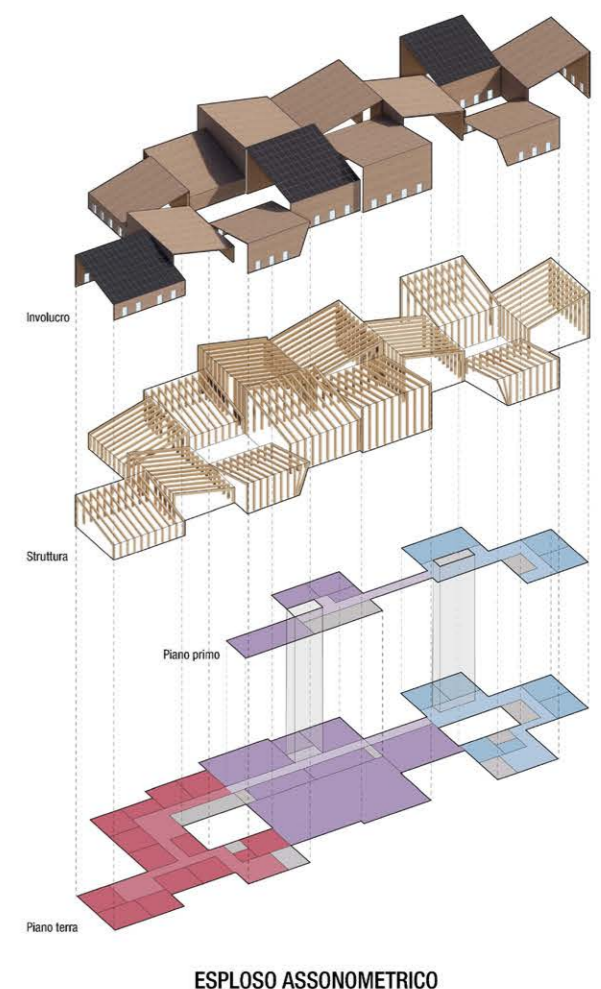 Involucro
Struttura
Piano primo
Piano terra
ESPLOSO ASSONOMETRICO